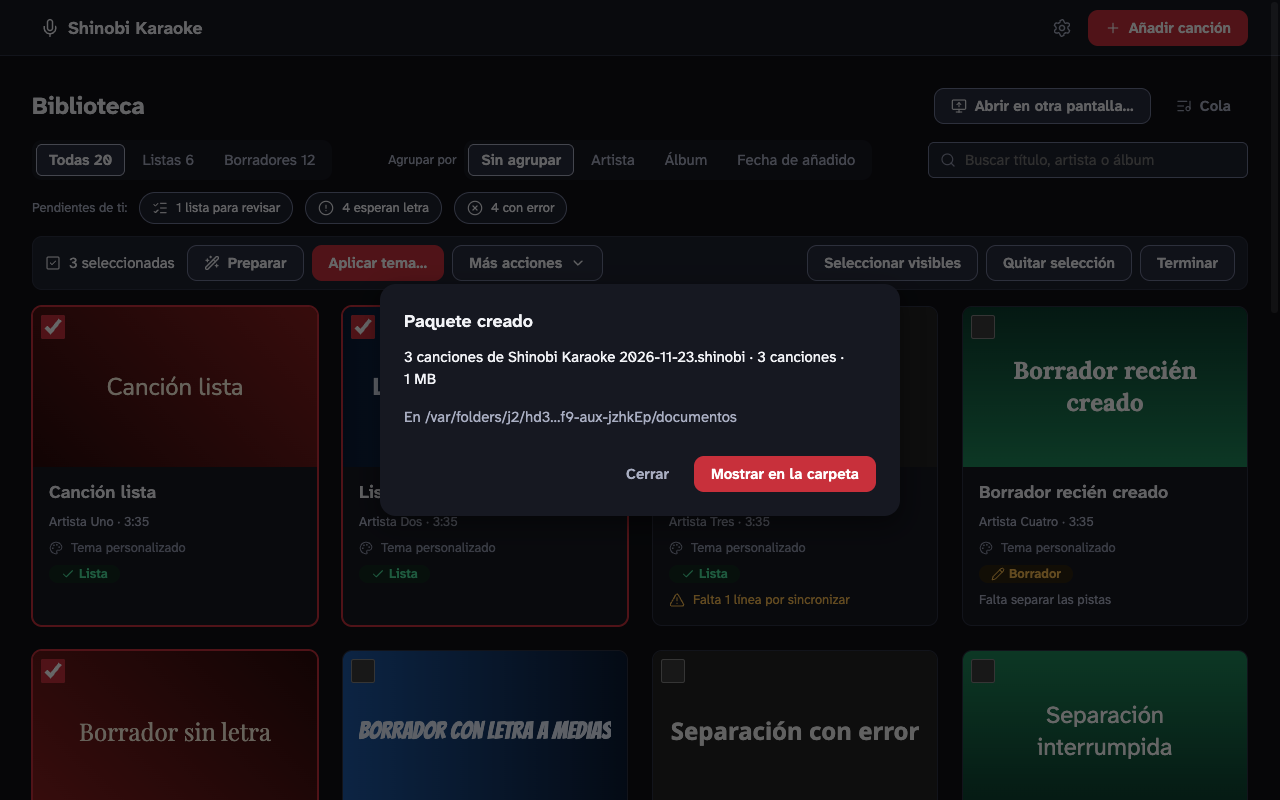 Shinobi Karaoke
Añadir canción
Biblioteca
Abrir en otra pantalla...
Cola
Todas 20
Listas 6
Borradores 12
Agrupar por
Sin agrupar
Artista
Álbum
Fecha de añadido
Buscar título, artista o álbum
Pendientes de ti:
1 lista para revisar
4 esperan letra
4 con error
3 seleccionadas
Preparar
Aplicar tema...
Más acciones
Seleccionar visibles
Quitar selección
Terminar
Paquete creado
3 canciones de Shinobi Karaoke 2026-11-23.shinobi · 3 canciones ·
1 MB
En /var/folders/j2/hd3...f9-aux-jzhkEp/documentos
Cerrar
Mostrar en la carpeta
Canción lista
Borrador recién
creado
Canción lista
Artista Uno · 3:35
Tema personalizado
Lista
Artista Dos · 3:35
Tema personalizado
Lista
Artista Tres · 3:35
Tema personalizado
Lista
Falta 1 línea por sincronizar
Borrador recién creado
Artista Cuatro · 3:35
Tema personalizado
Borrador
Falta separar las pistas
Borrador sin letra
BORRADOR CON LETRA A MEDIAS
Separación con error
Separación
interrumpida